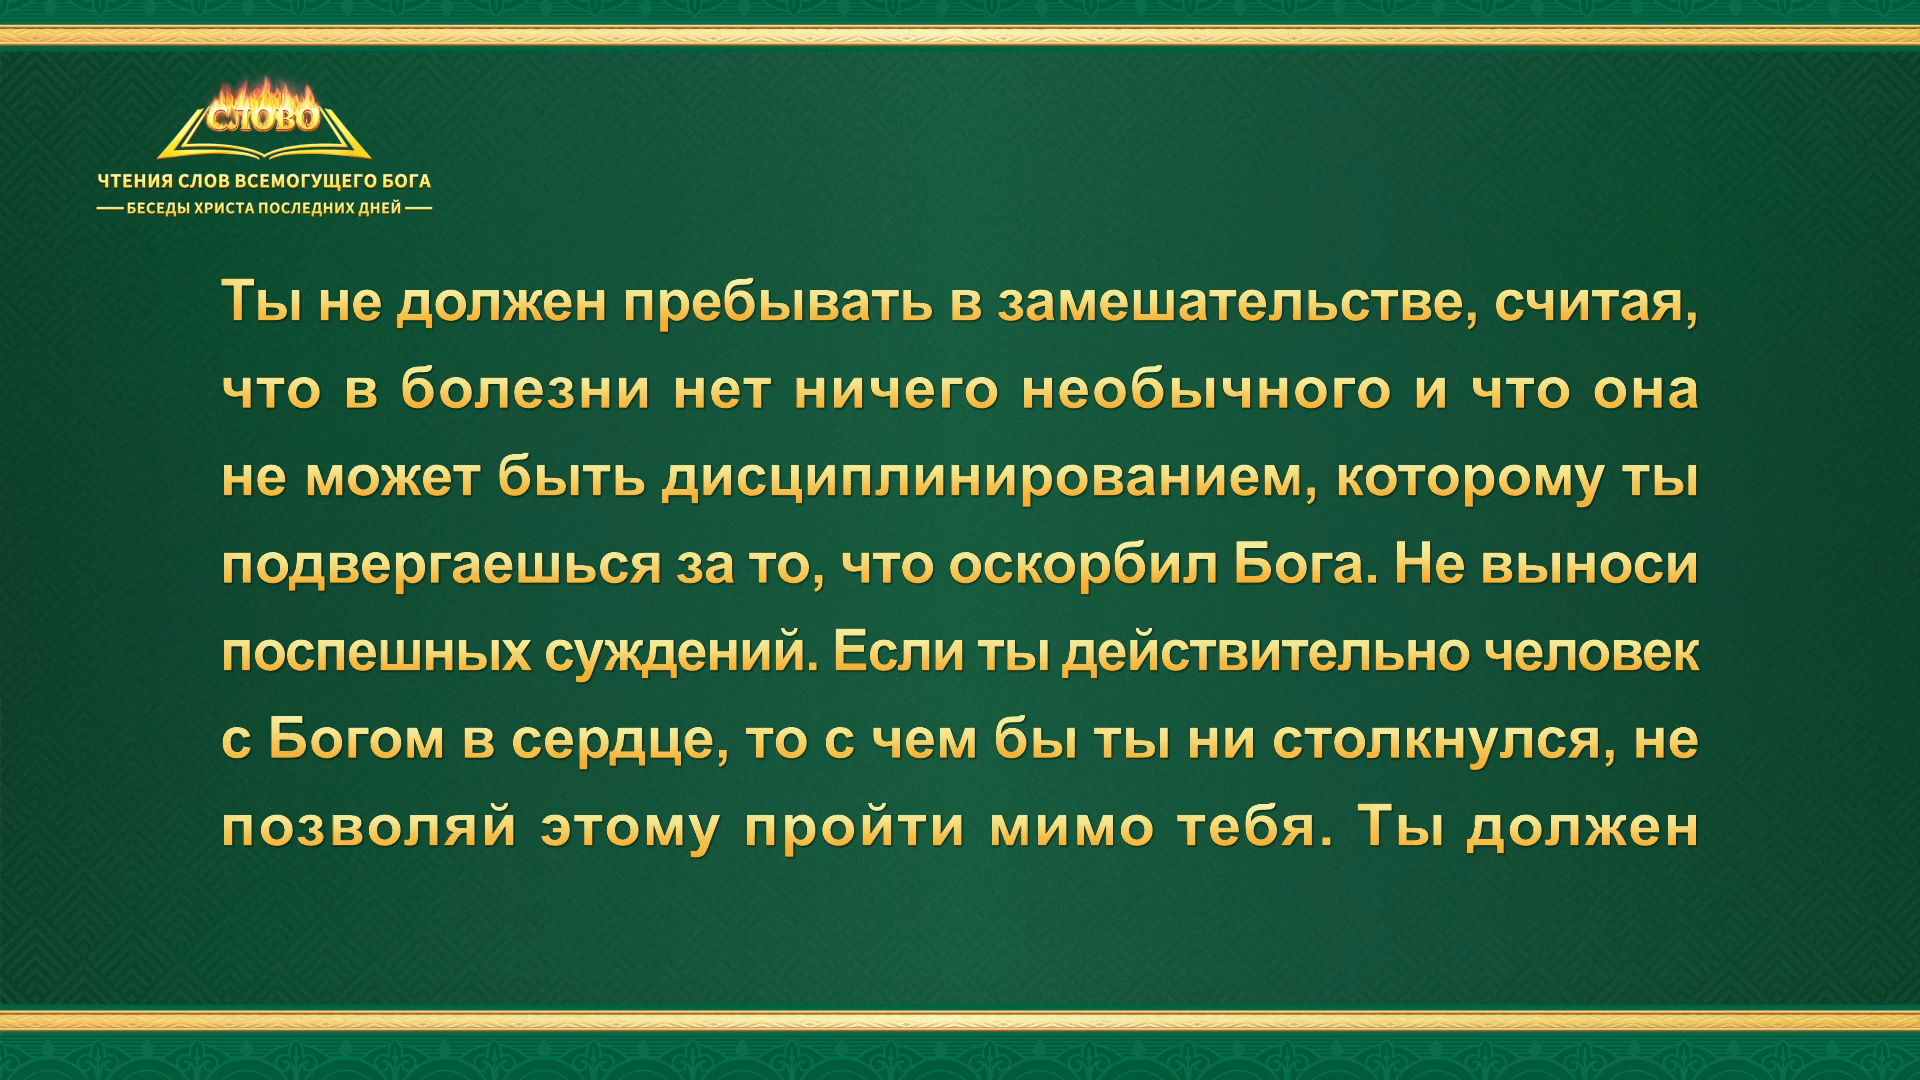 СЛОВО
ЧТЕНИЯ СЛОВ ВСЕМОГУЩЕГО БОГА
БЕСЕДЫ ХРИСТА ПОСЛЕДНИХ ДНЕЙ
Ты не должен пребывать в замешательстве, считая,
что в болезни нет ничего необычного и что она
не может быть дисциплинированием, которому ты
подвергаешься за то, что оскорбил Бога. Не выноси
поспешных суждений. Если ты действительно человек
с Богом в сердце, то с чем бы ты ни столкнулся, не
позволяй этому пройти мимо тебя. Ты должен